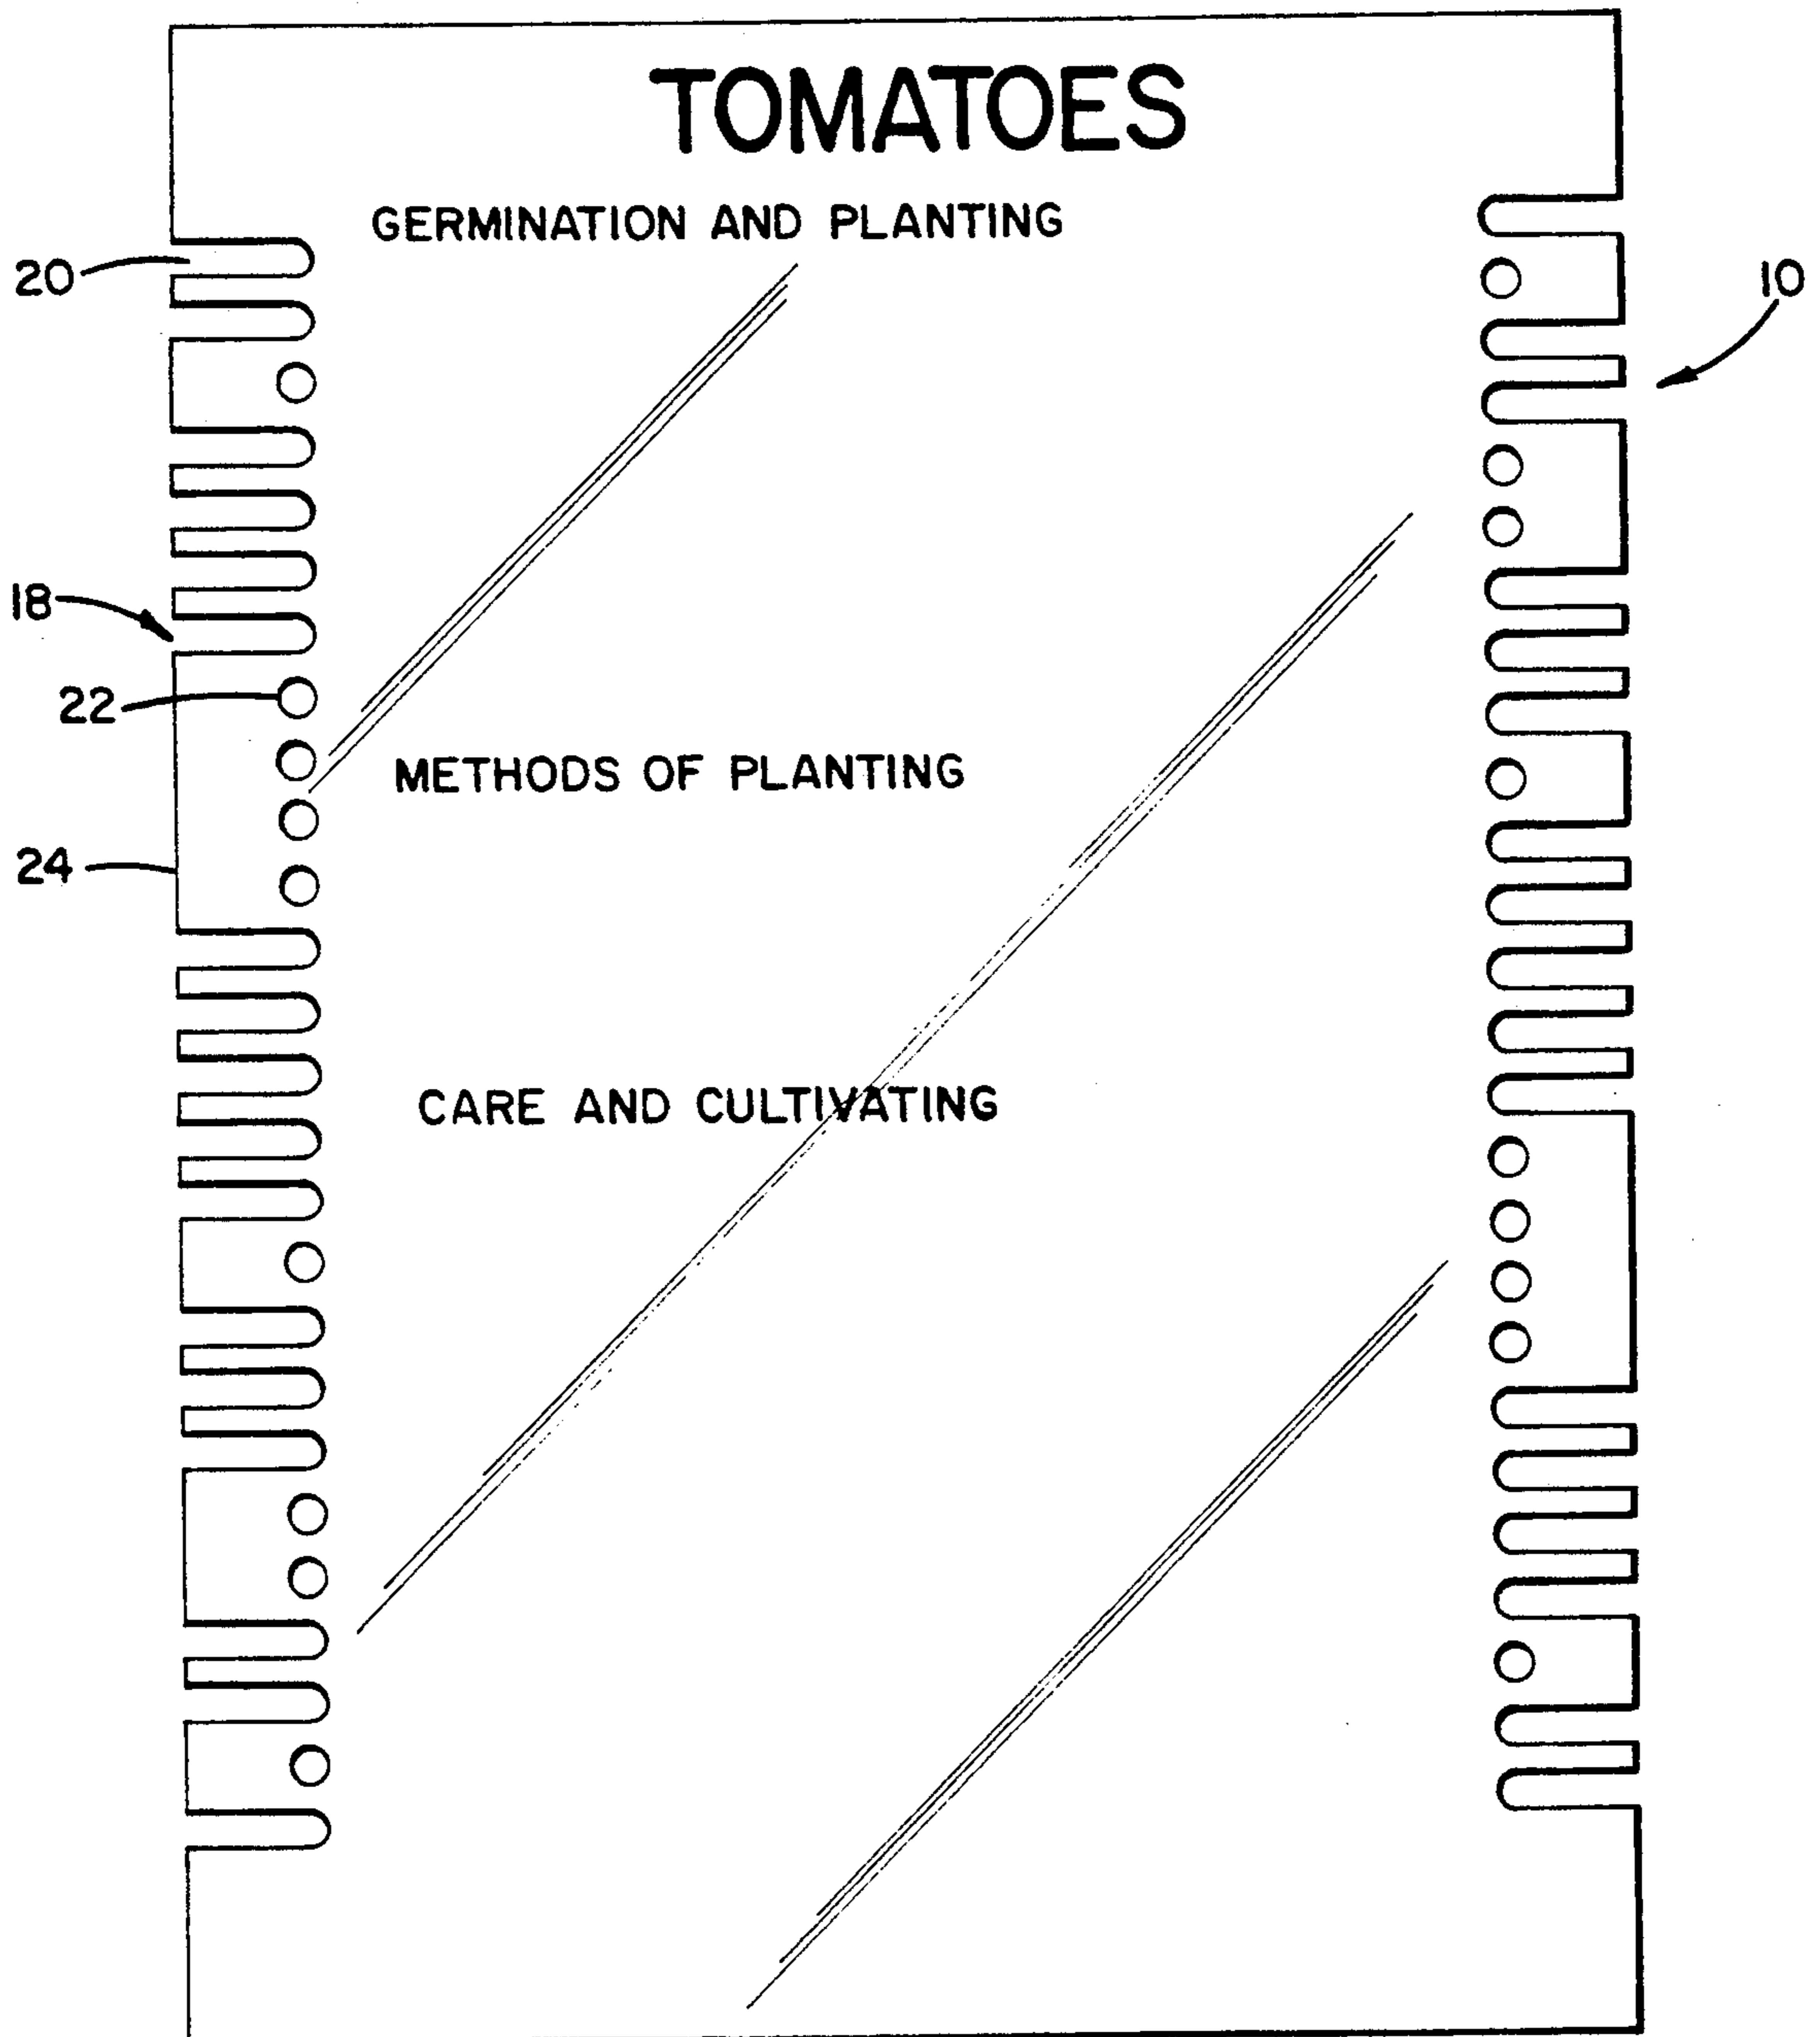 TOMATOES
GERMINATION AND PLANTING
20
10
18
22
METHODS OF PLANTING
24
CARE AND CULTIVATING